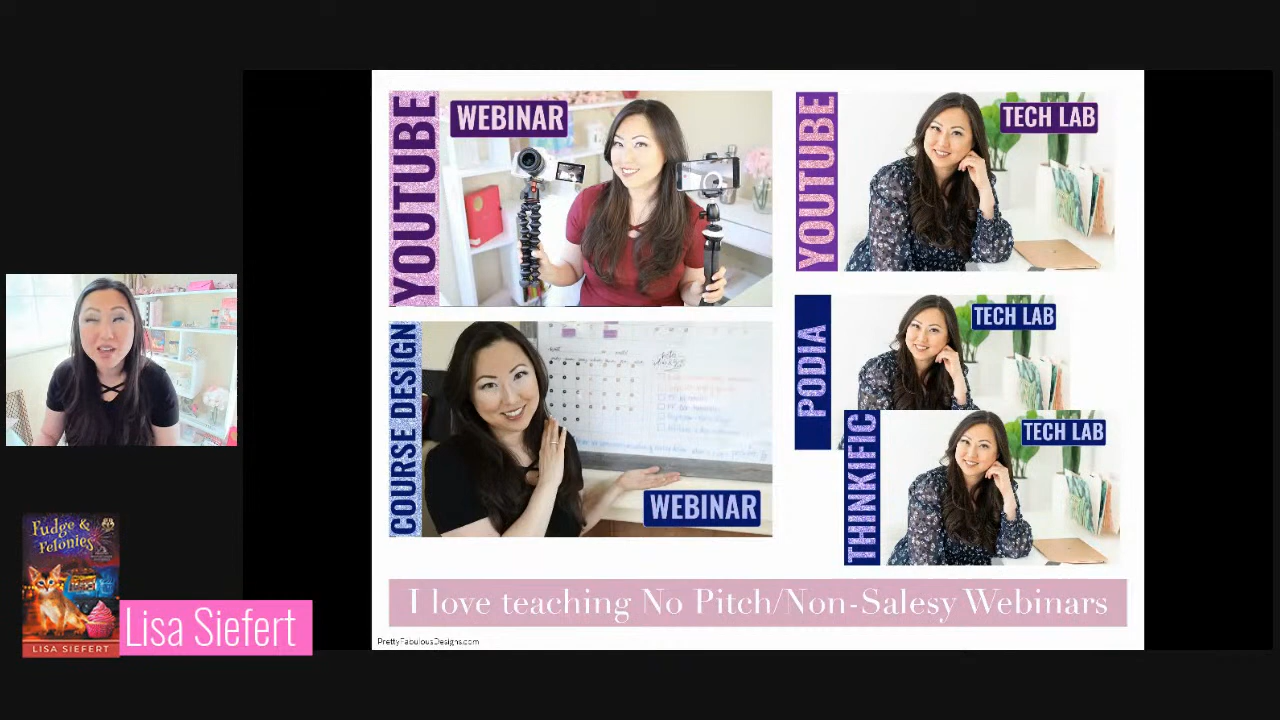 YOUTUBE
WEBINAR
YOUTUBE
TECH LAB
COURSE DESIGN
WEBINAR
PODIA
TECH LAB
THINKIFIC
TECH LAB
I love teaching No Pitch/Non-Salesy Webinars
PrettyFabulousDesigns.com
Fudge &
Felonies
LISA SIEFERT
Lisa Siefert